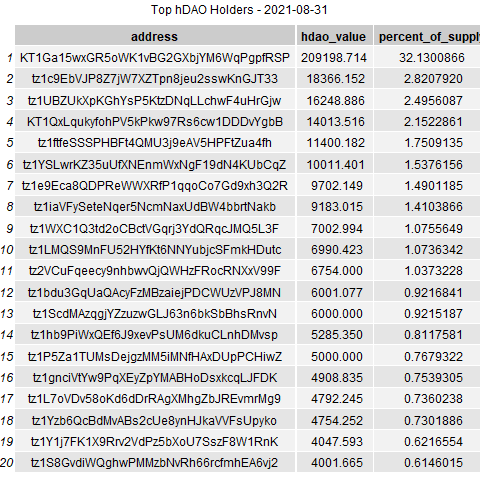 Top hDAO Holders - 2021-08-31
address hdao_value percent_of_supply
1 KT1Ga15wxGR5oWK1vBG2GXbjYM6WqPgpfRSP 209198.714 32.1300866
2 tz1c9EbVJP8Z7jW7XZTpn8jeu2sswKnGJT33 18366.152 2.8207920
3 tz1UBZUkXpKGhYsP5KtzDNqLLchwF4uHrGjw 16248.886 2.4956087
4 KT1QxLqukyfohPV5kPkw97Rs6cw1DDDvYgbB 14013.516 2.1522861
5 tz1ftfeSSSPHBFt4QMU3j9eAV5HPFtZua4fh 11400.182 1.7509135
6 tz1YSLwrKZ35uUfXNEnmWxNgF19dN4KUbCqZ 10011.401 1.5376156
7 tz1e9Eca8QDPReWWXRfP1qqoCo7Gd9xh3Q2R 9702.149 1.4901185
8 tz1iaVFySeteNqer5NcmNaxUdBW4bbrtNakb 9183.015 1.4103866
9 tz1WXC1Q3td2oCBctVGqrj3YdQRqcJMQ5L3F 7002.994 1.0755649
10 tz1LMQS9MnFU52HYfKt6NNYubjcSFmkHDutc 6990.423 1.0736342
11 tz2VCuFqeecy9nhbwvQjQWHzFRocRNXxV99F 6754.000 1.0373228
12 tz1bdu3GqUaQAcyFzMBzaiejPDCWUzVPJ8MN 6001.077 0.9216841
13 tz1ScdMAzqgjYZzuzwGLJ63n6bkSbBhsRnvN 6000.000 0.9215187
14 tz1hb9PiWxQEf6J9xevPsUM6dkuCLnhDMvsp 5285.350 0.8117581
15 tz1P5Za1TUMsDejgzMM5iMNfHAxDUpPCHiwZ 5000.000 0.7679322
16 tz1gnciVtYw9PqXEyZpYMABHoDsxkcqLJFDK 4908.835 0.7539305
17 tz1L7oVDv58oKd6dDrRAgXMhgZbJREvmrMg9 4792.245 0.7360238
18 tz1Yzb6QcBdMvABs2cUe8ynHJkaVVFsUpyko 4754.252 0.7301886
19 tz1Y1j7FK1X9Rrv2VdPz5bXoU7SszF8W1RnK 4047.593 0.6216554
20 tz1S8GvdiWQghwPMMzbNvRh66rcfmhEA6vj2 4001.665 0.6146015